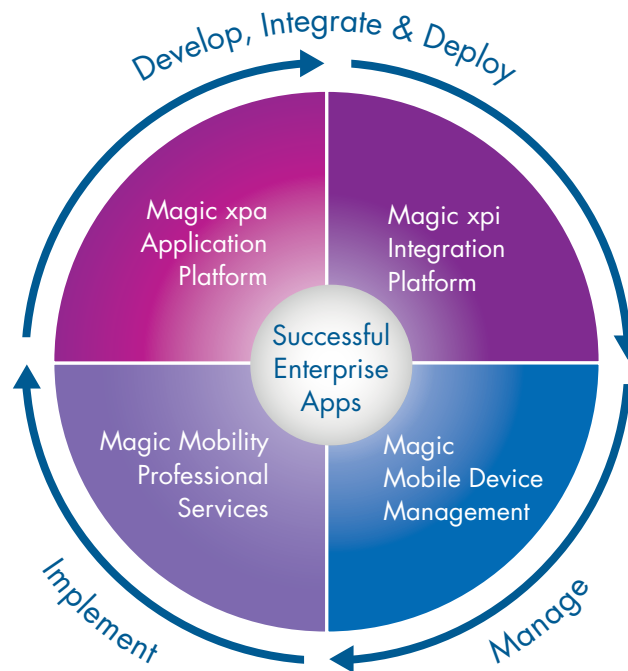 Develop, Integrate & Deploy
Magic xpa
Application
Platform
Magic xpi
Integration
Platform
Successful
Enterprise
Apps
Magic Mobility
Professional
Services
Magic
Mobile Device
Management
Implement
Manage